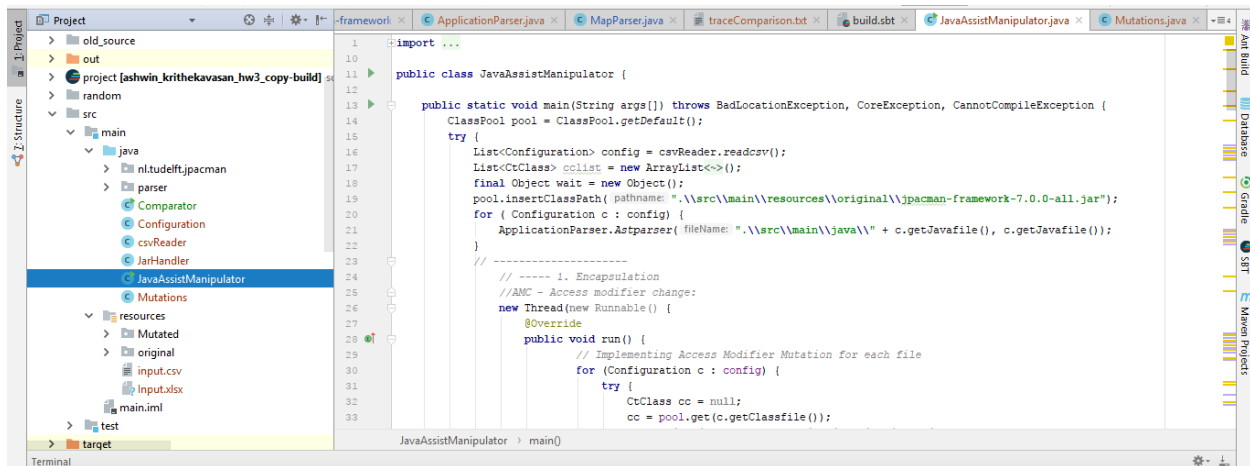 Project
-framework
ApplicationParser.java
MapParser.java
traceComparison.txt
build.sbt
JavaAssistManipulator.java
Mutations.java
1: Project
7: Structure
old_source
out
project [ashwin_krithekavasan_hw3_copy-build]
random
src
main
java
nl.tudelft.jpacman
parser
Comparator
Configuration
csvReader
JarHandler
JavaAssistManipulator
Mutations
resources
Mutated
original
input.csv
Input.xlsx
main.iml
test
target
1 import ...
10
11 public class JavaAssistManipulator {
12
13 public static void main(String args[]) throws BadLocationException, CoreException, CannotCompileException {
14 ClassPool pool = ClassPool.getDefault();
15 try {
16 List<Configuration> config = csvReader.readcsv();
17 List<CtClass> cclist = new ArrayList<~>();
18 final Object wait = new Object();
19 pool.insertClassPath( pathname: ".\\src\\main\\resources\\original\\jpacman-framework-7.0.0-all.jar");
20 for ( Configuration c : config) {
21 ApplicationParser.Astparser( fileName: ".\\src\\main\\java\\" + c.getJavafile(), c.getJavafile());
22 }
23 // --------------------
24 // ----- 1. Encapsulation
25 //AMC - Access modifier change:
26 new Thread(new Runnable() {
27 @Override
28 public void run() {
29 // Implementing Access Modifier Mutation for each file
30 for (Configuration c : config) {
31 try {
32 CtClass cc = null;
33 cc = pool.get(c.getClassfile());
JavaAssistManipulator > main()
Ant Build
Database
Gradle
SBT
Maven Projects
Terminal